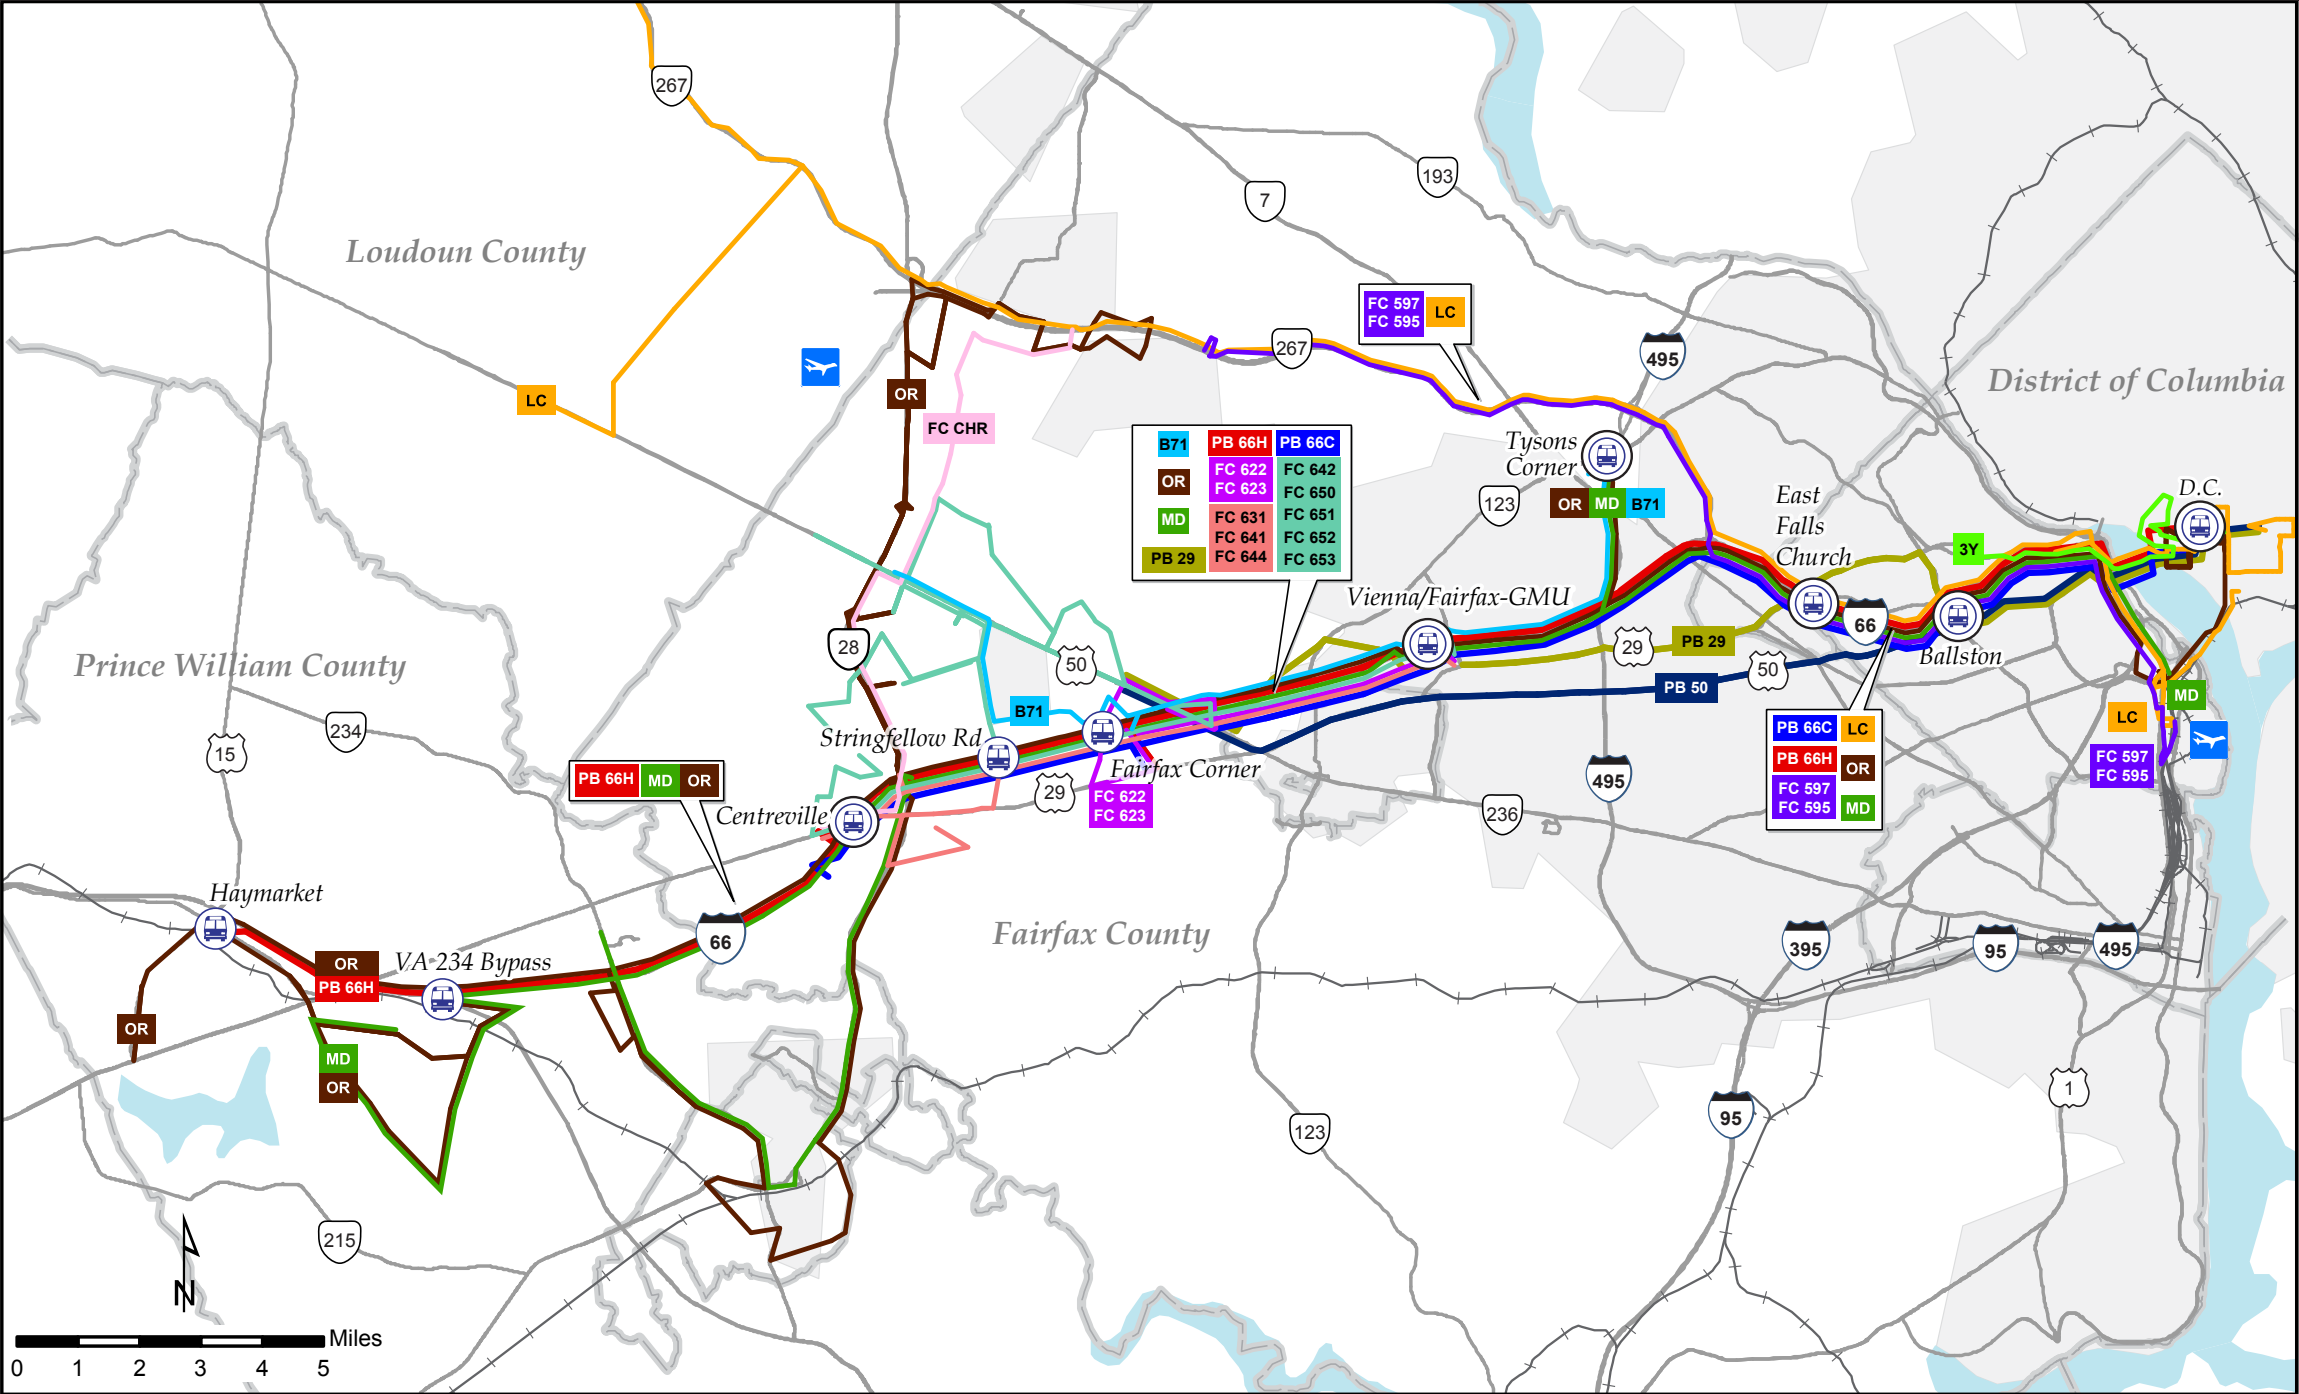 267
193
7
Loudoun County
FC 597
FC 595
LC
267
495
District of Columbia
LC
OR
FC CHR
B71
PB 66H
PB 66C
OR
FC 622
FC 623
FC 642
FC 650
MD
FC 631
FC 641
FC 644
FC 651
FC 652
FC 653
PB 29
Tysons
Corner
123
OR
MD
B71
East
Falls
Church
D.C.
3Y
Vienna/Fairfax-GMU
66
Ballston
28
50
29
PB 29
50
PB 50
Prince William County
234
15
B71
Stringfellow Rd
Fairfax Corner
29
FC 622
FC 623
MD
LC
FC 597
FC 595
PB 66C
LC
PB 66H
OR
FC 597
FC 595
MD
PB 66H
MD
OR
Centreville
495
236
Haymarket
66
Fairfax County
395
95
495
VA 234 Bypass
OR
PB 66H
OR
MD
OR
1
95
123
215
N
Miles
0 1 2 3 4 5